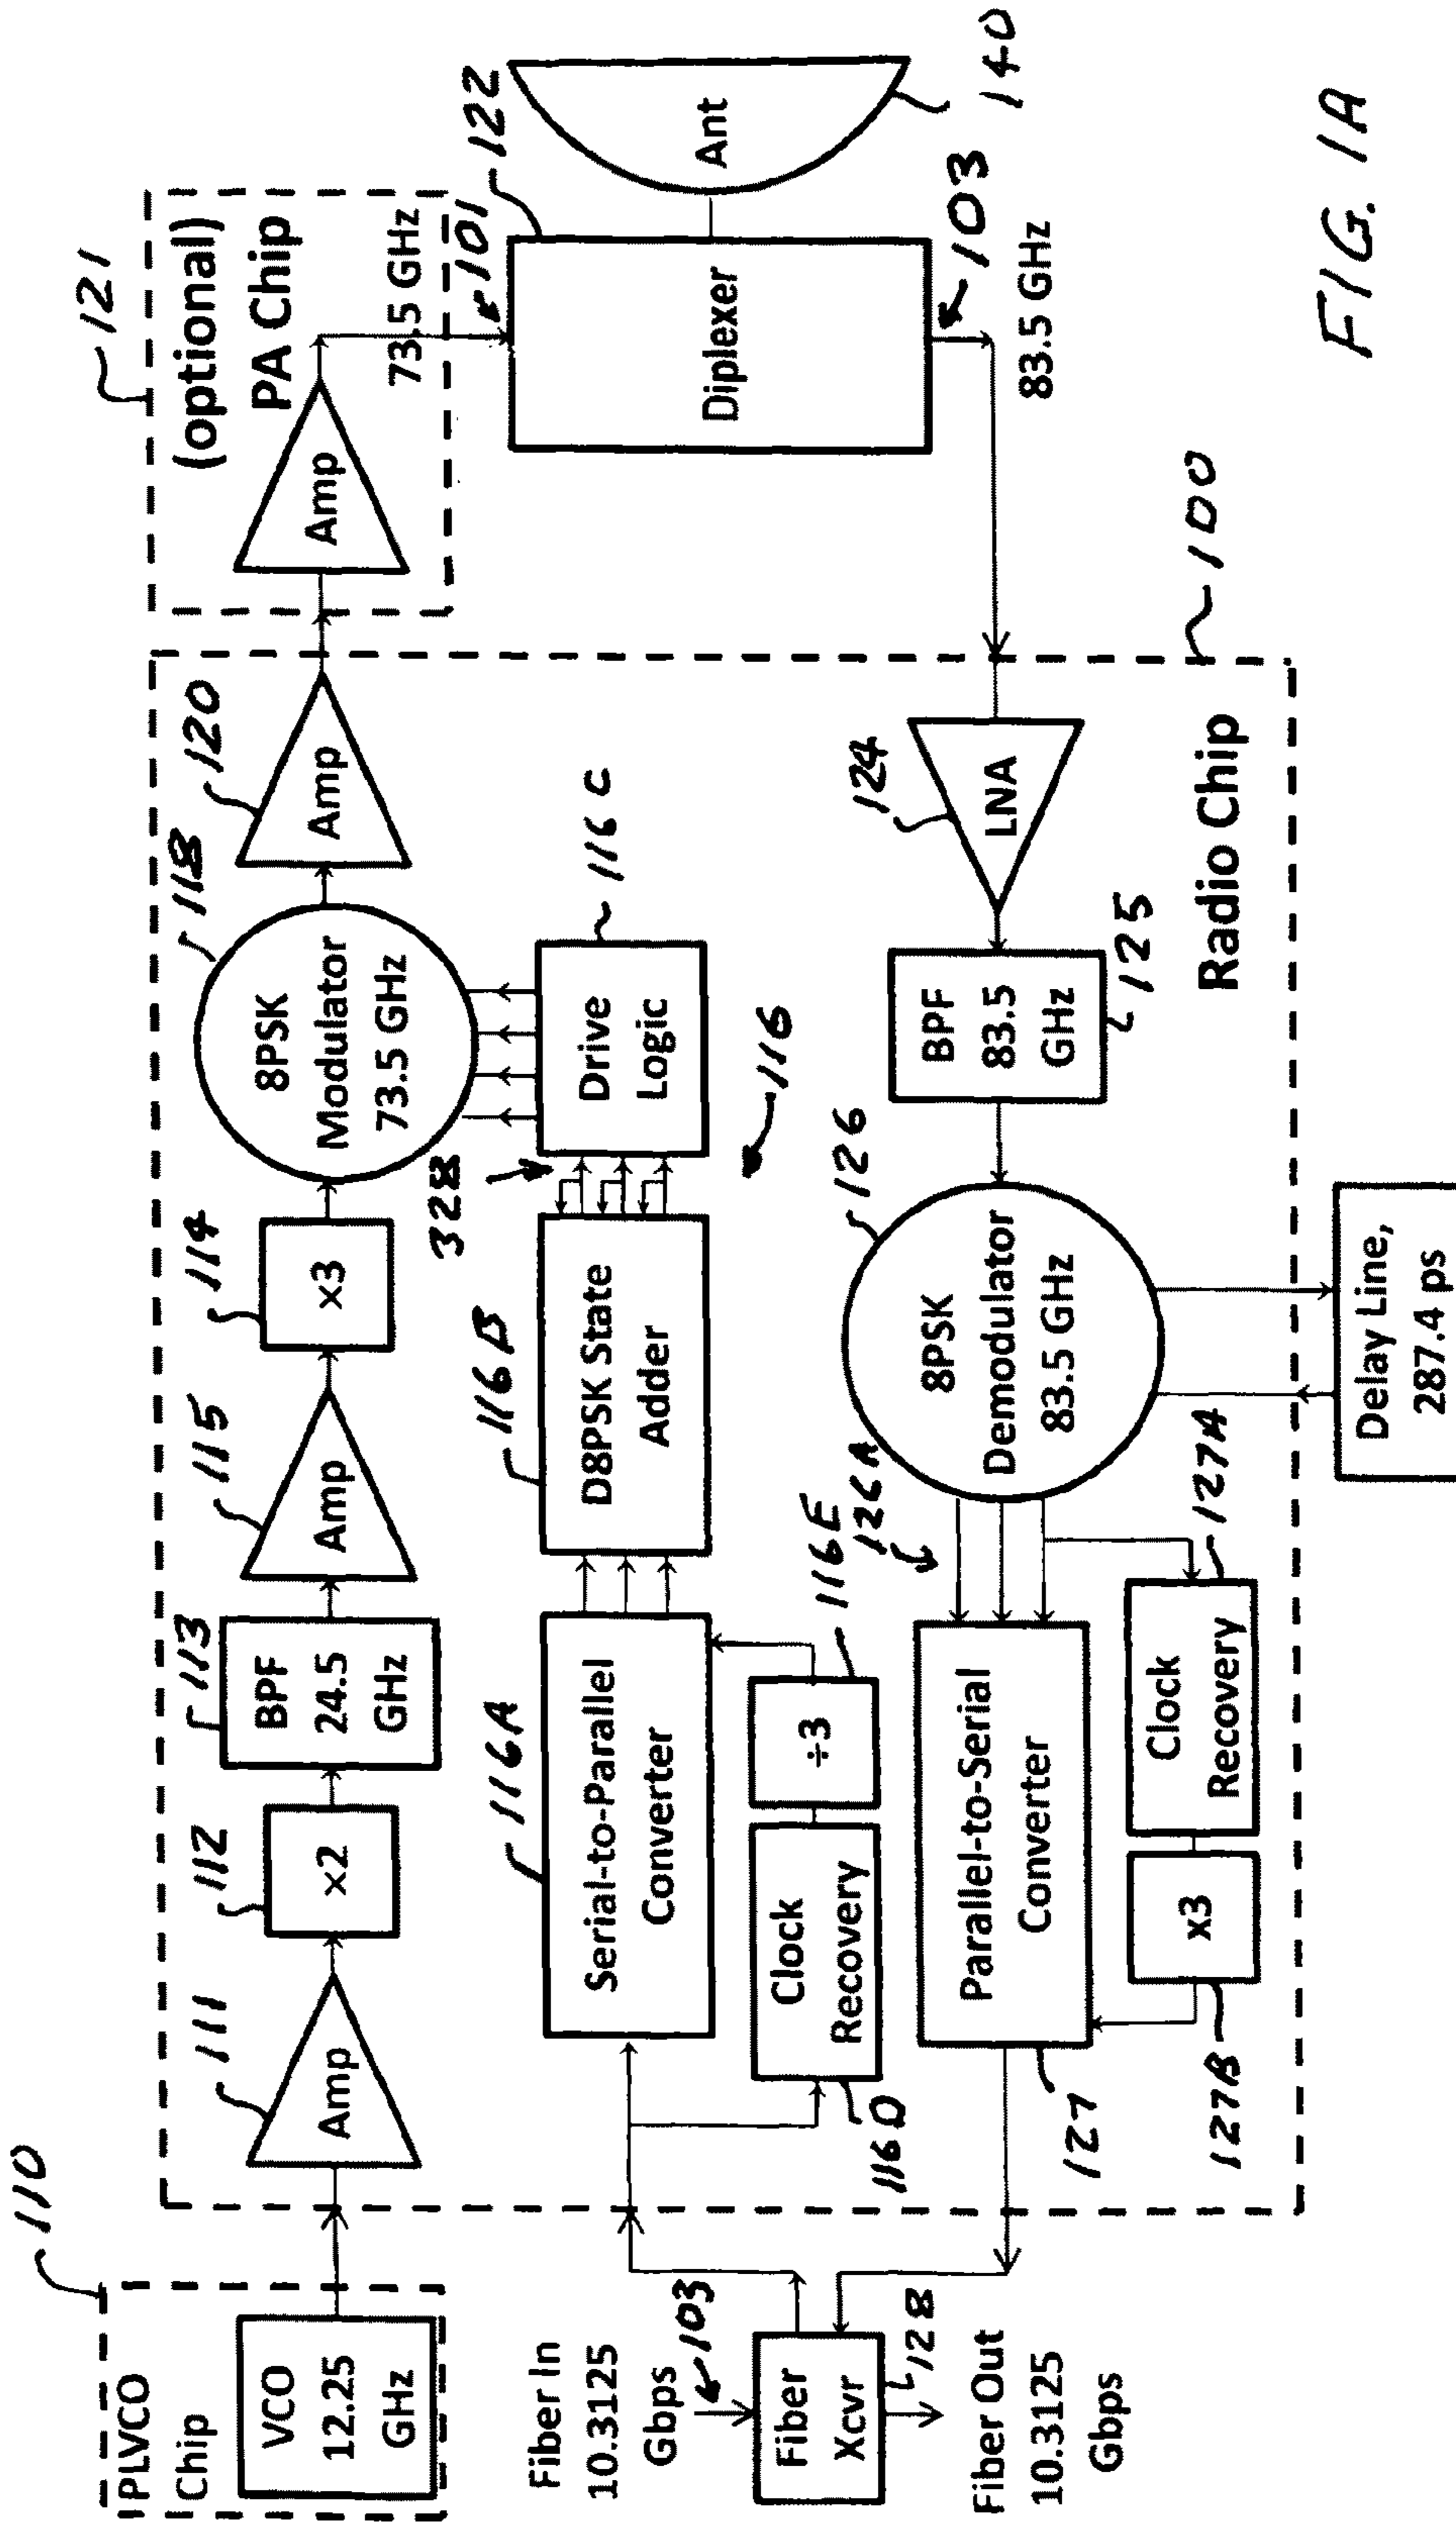 110
PLVCO
Chip
VCO
12.25
GHz
111
Amp
112
×2
113
BPF
24.5
GHz
115
Amp
114
×3
118
8PSK
Modulator
73.5 GHz
120
Amp
121
(optional)
PA Chip
Amp
73.5 GHz
101
122
Diplexer
Ant
140
103
83.5 GHz
Fiber In
10.3125
Gbps
103
Fiber
Xcvr
128
Fiber Out
10.3125
Gbps
116A
Serial-to-Parallel
Converter
116B
D8PSK State
Adder
32B
Drive
Logic
116C
116
Clock
Recovery
116D
÷3
116E
126A
Parallel-to-Serial
Converter
127
Clock
Recovery
127A
x3
127B
126
8PSK
Demodulator
83.5 GHz
BPF
83.5
GHz
125
124
LNA
Radio Chip
100
Delay Line,
287.4 ps
FIG. 1A